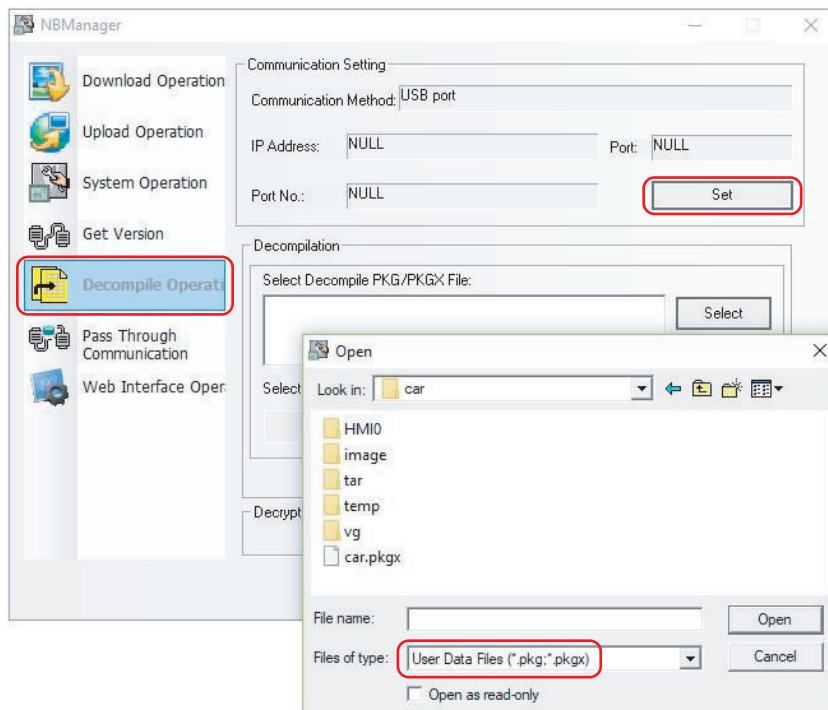 NBManager
Download Operation
Upload Operation
System Operation
Get Version
Decompile Operati
Pass Through
Communication
Web Interface Oper
Communication Setting
Communication Method: USB port
IP Address: NULL Port: NULL
Port No.: NULL Set
Decompilation
Select Decompile PKG/PKGX File:
Select
Select
Decrypt
Open
Look in: car
HMI0
image
tar
temp
vg
car.pkgx
File name: Open
Files of type: User Data Files (*.pkg;*.pkgx) Cancel
Open as read-only